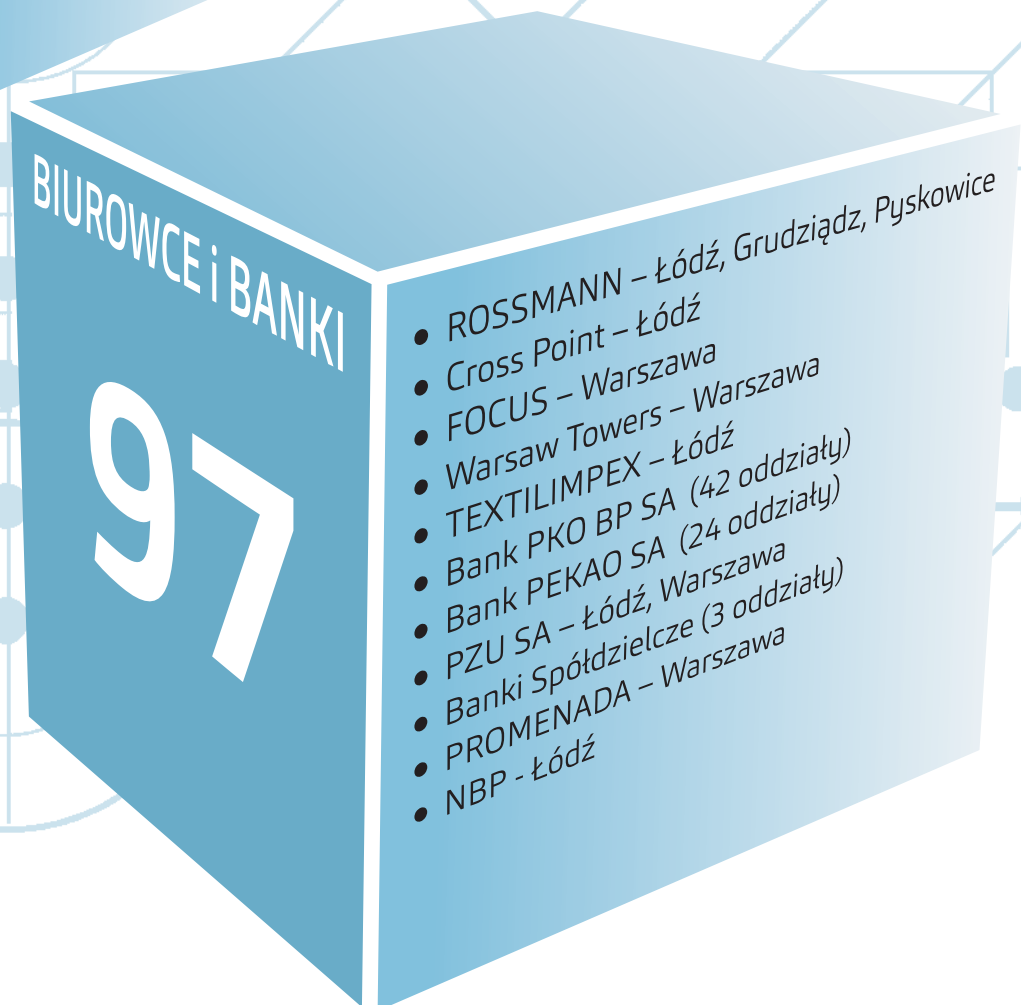 BIUROWCE i BANKI
97
• ROSSMANN – Łódź, Grudziądz, Pyskowice
• Cross Point – Łódź
• FOCUS – Warszawa
• Warsaw Towers – Warszawa
• TEXTILIMPEX – Łódź
• Bank PKO BP SA (42 oddziały)
• Bank PEKAO SA (24 oddziały)
• PZU SA – Łódź, Warszawa
• Banki Spółdzielcze (3 oddziały)
• PROMENADA – Warszawa
• NBP - Łódź